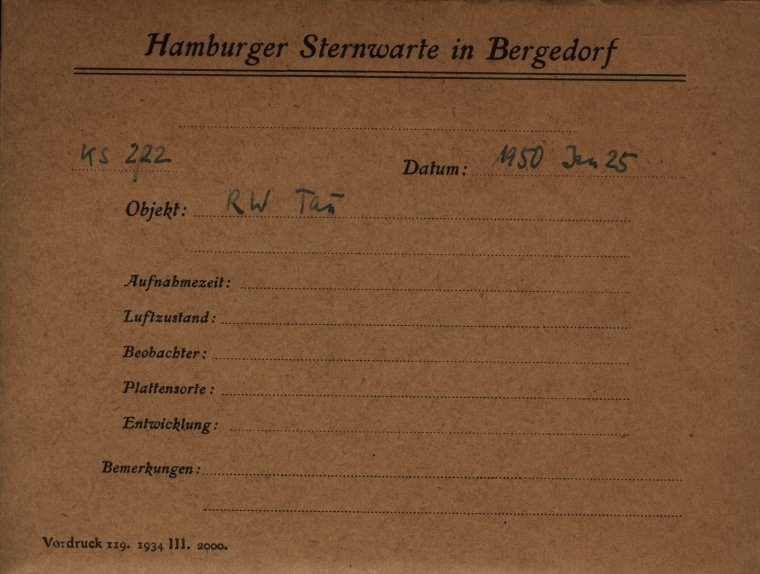 Hamburger Sternwarte in Bergedorf
KS 222 Datum: 1950 Jan 25
Objekt: RW Tau
Aufnahmezeit:
Luftzustand:
Beobachter:
Plattensorte:
Entwicklung:
Bemerkungen:
Vordruck 119. 1934 III. 2000.